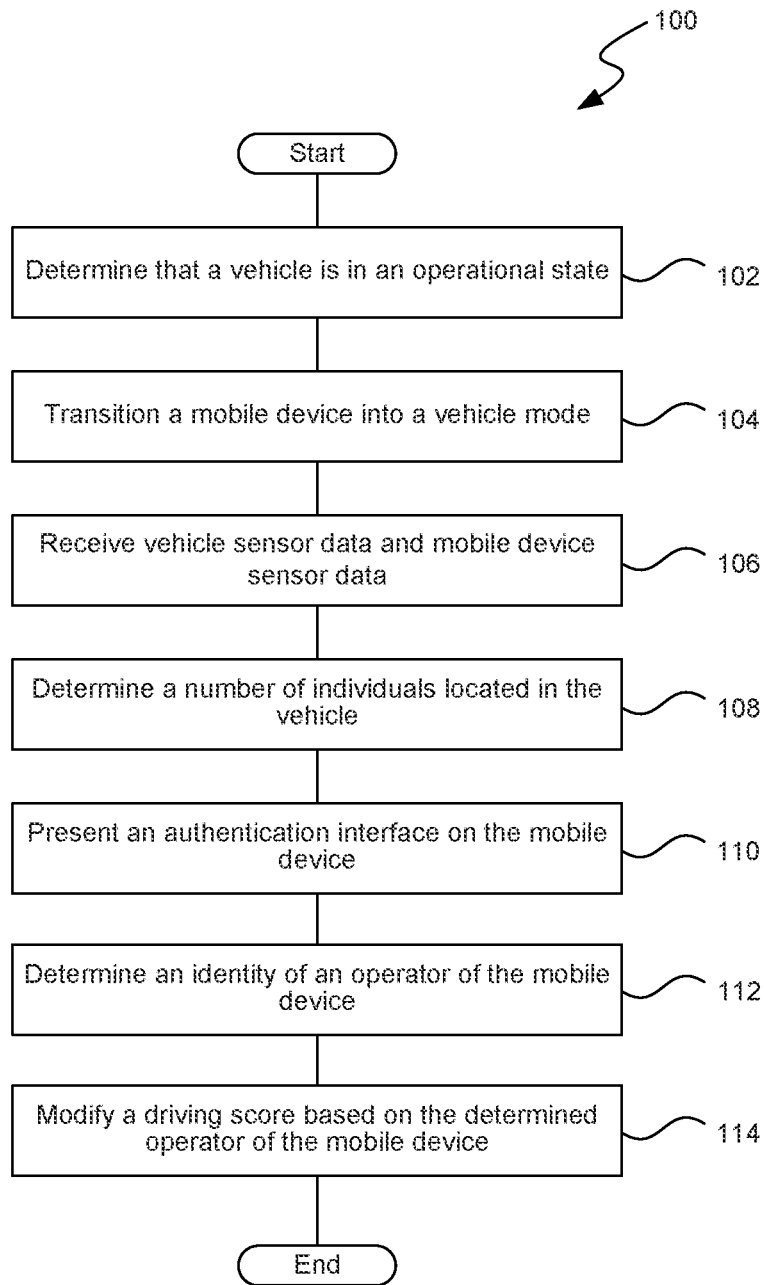 100
Start
Determine that a vehicle is in an operational state
102
Transition a mobile device into a vehicle mode
104
Receive vehicle sensor data and mobile device
sensor data
106
Determine a number of individuals located in the
vehicle
108
Present an authentication interface on the mobile
device
110
Determine an identity of an operator of the mobile
device
112
Modify a driving score based on the determined
operator of the mobile device
114
End